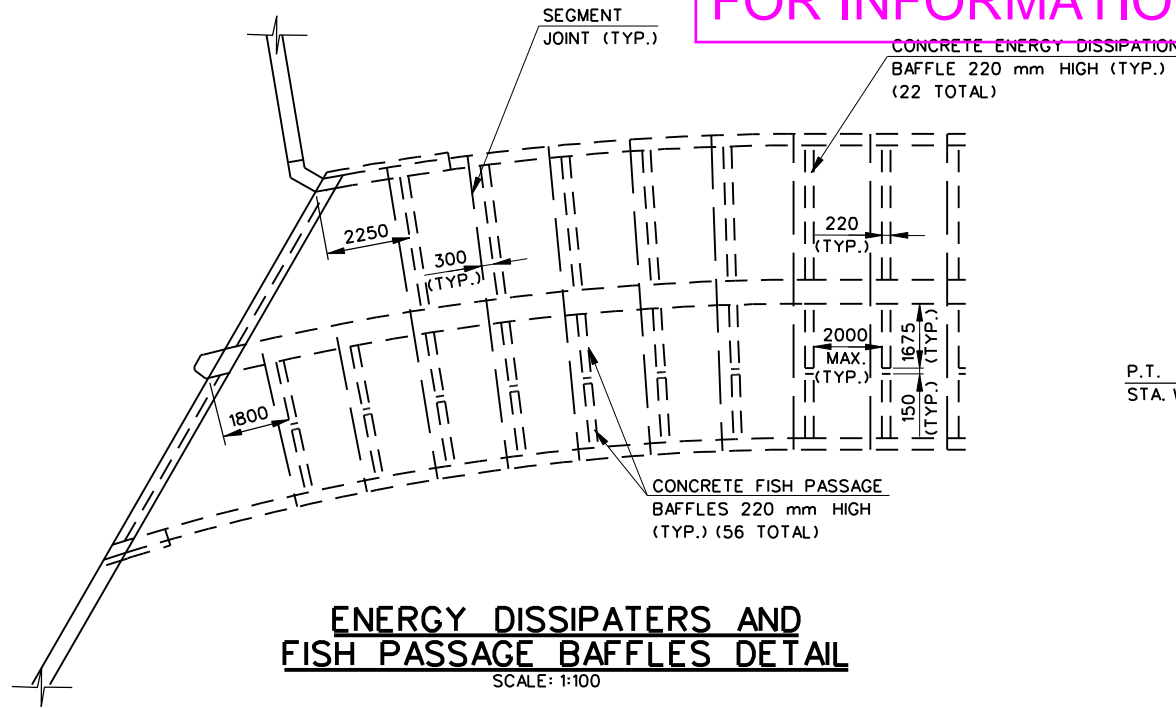 FOR INFORMATIO
SEGMENT
JOINT (TYP.)
CONCRETE ENERGY DISSIPATION
BAFFLE 220 mm HIGH (TYP.)
(22 TOTAL)
2250
300
(TYP.)
220
(TYP.)
2000
MAX.
(TYP.)
1675
(TYP.)
150
(TYP.)
1800
P.T.
STA.
CONCRETE FISH PASSAGE
BAFFLES 220 mm HIGH
(TYP.) (56 TOTAL)
ENERGY DISSIPATERS AND
FISH PASSAGE BAFFLES DETAIL
SCALE: 1:100